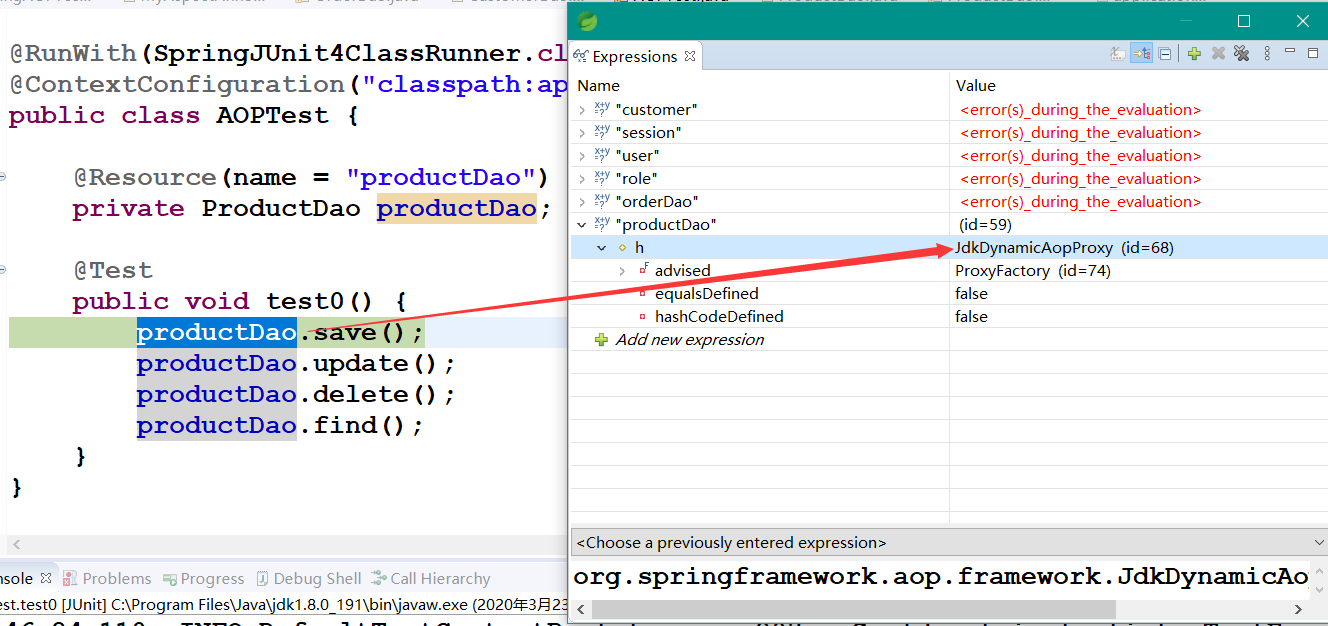 @RunWith(SpringJUnit4ClassRunner.cl
@ContextConfiguration("classpath:ap
public class AOPTest {
@Resource(name = "productDao")
private ProductDao productDao;
@Test
public void test0() {
productDao.save();
productDao.update();
productDao.delete();
productDao.find();
}
}
nsole Problems Progress Debug Shell Call Hierarchy
est.test0 [JUnit] C:\Program Files\Java\jdk1.8.0_191\bin\javaw.exe (2020年3月23
Expressions
Name Value
"customer" <error(s)_during_the_evaluation>
"session" <error(s)_during_the_evaluation>
"user" <error(s)_during_the_evaluation>
"role" <error(s)_during_the_evaluation>
"orderDao" <error(s)_during_the_evaluation>
"productDao" (id=59)
h JdkDynamicAopProxy (id=68)
advised ProxyFactory (id=74)
equalsDefined false
hashCodeDefined false
Add new expression
<Choose a previously entered expression>
org.springframework.aop.framework.JdkDynamicAo